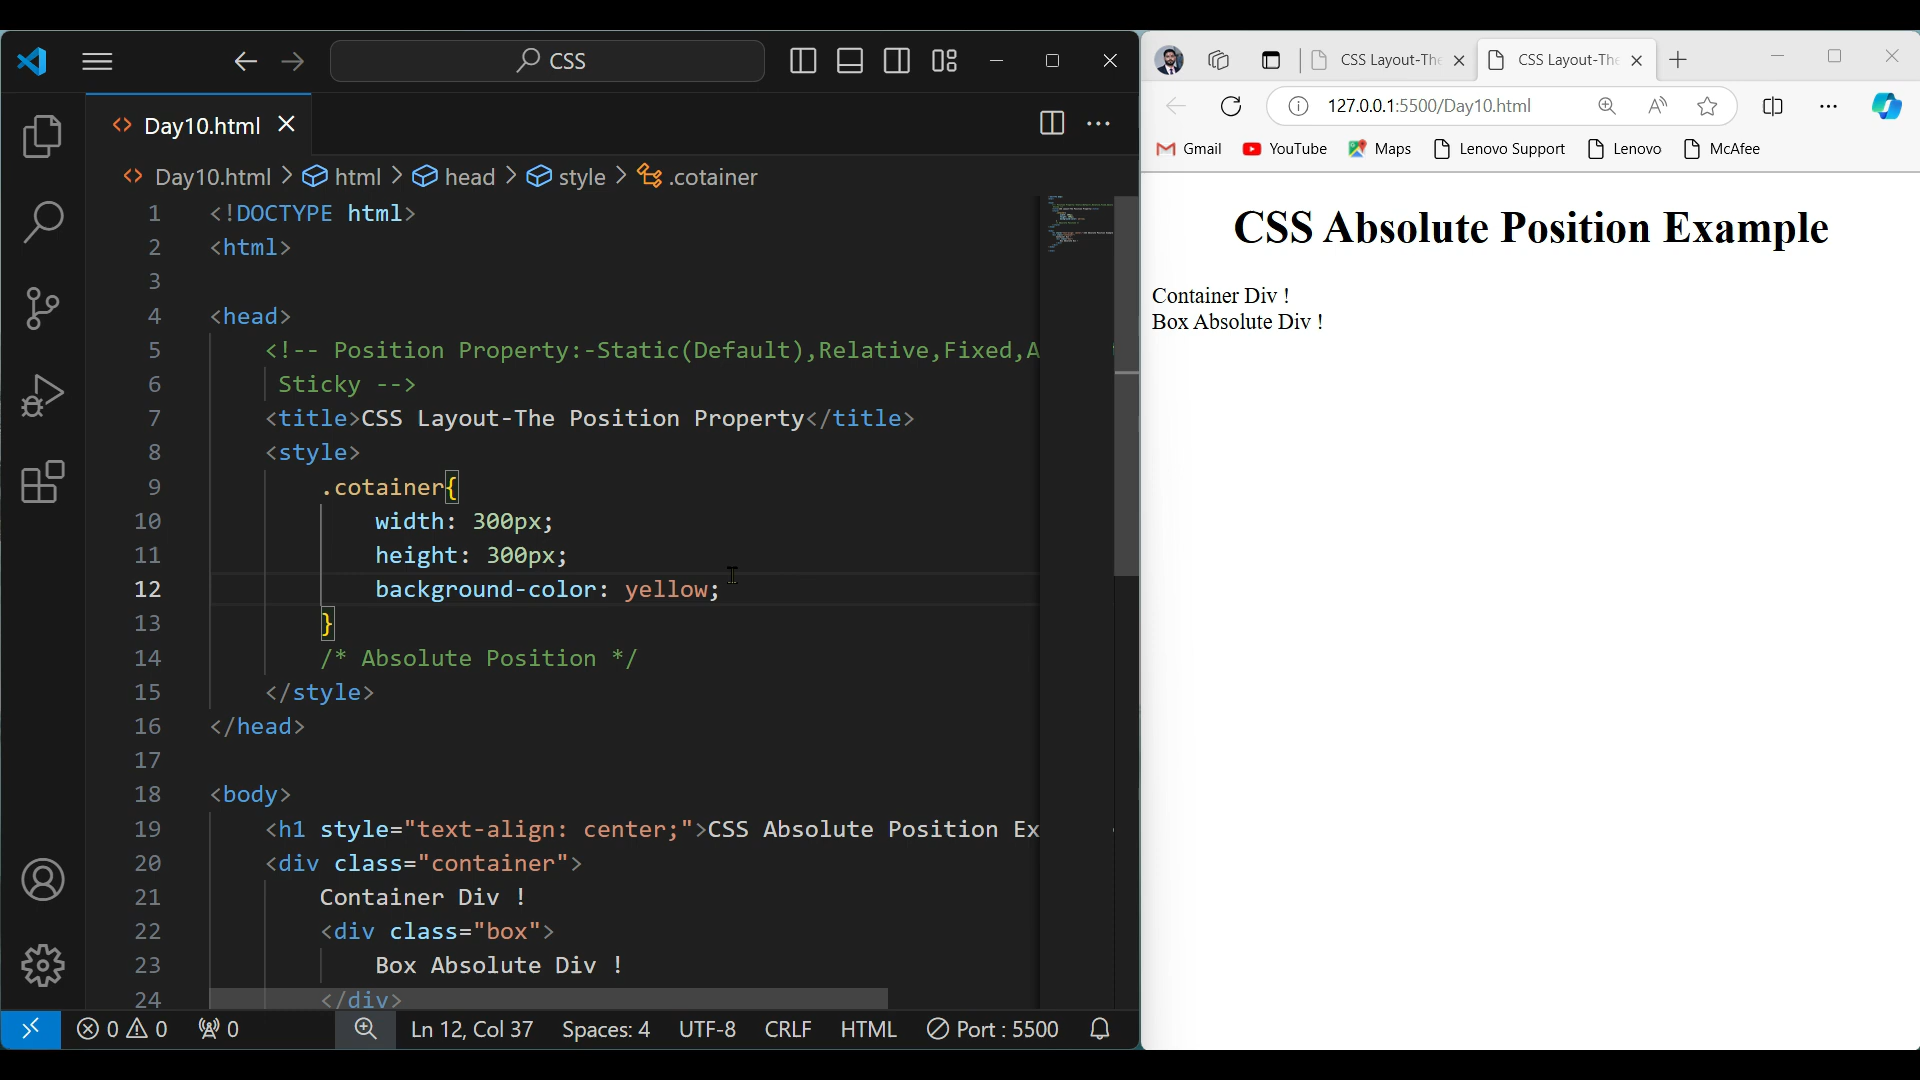 CSS
Day10.html
Day10.html > html > head > style > .cotainer
1 <!DOCTYPE html>
2 <html>
3
4 <head>
5 <!-- Position Property:-Static(Default),Relative,Fixed,A
6 Sticky -->
7 <title>CSS Layout-The Position Property</title>
8 <style>
9 .cotainer{
10 width: 300px;
11 height: 300px;
12 background-color: yellow;
13 }
14 /* Absolute Position */
15 </style>
16 </head>
17
18 <body>
19 <h1 style="text-align: center;">CSS Absolute Position Ex
20 <div class="container">
21 Container Div !
22 <div class="box">
23 Box Absolute Div !
24 </div>
0 0 0 Ln 12, Col 37 Spaces: 4 UTF-8 CRLF HTML Port : 5500
CSS Layout-The CSS Layout-The
127.0.0.1:5500/Day10.html
Gmail YouTube Maps Lenovo Support Lenovo McAfee
CSS Absolute Position Example
Container Div !
Box Absolute Div !